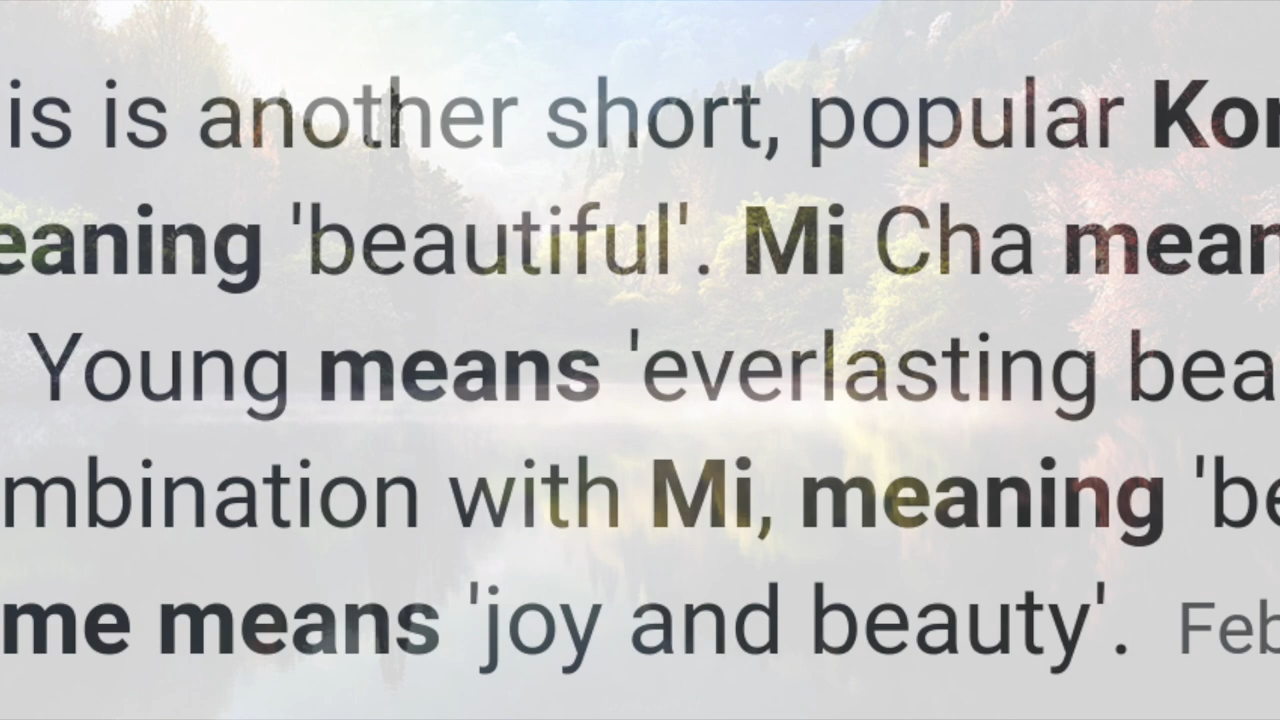 is is another short, popular Kor
eaning 'beautiful'. Mi Cha mean
Young means 'everlasting bea
mbination with Mi, meaning 'be
me means 'joy and beauty'. Feb